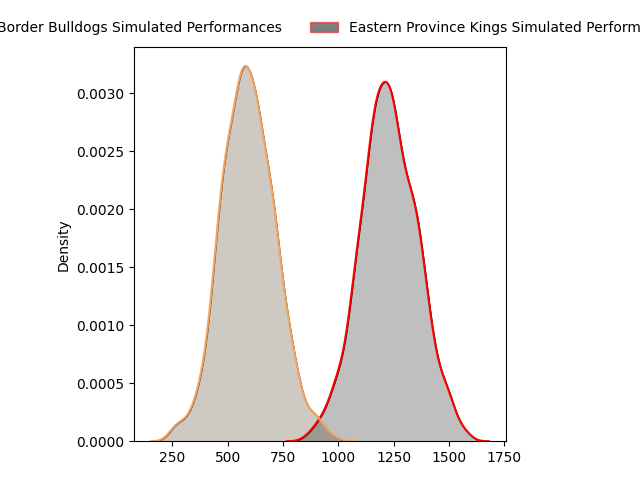 Border Bulldogs Simulated Performances
Eastern Province Kings Simulated Perform
Density
0.0030
0.0025
0.0020
0.0015
0.0010
0.0005
0.0000
250 500 750 1000 1250 1500 1750